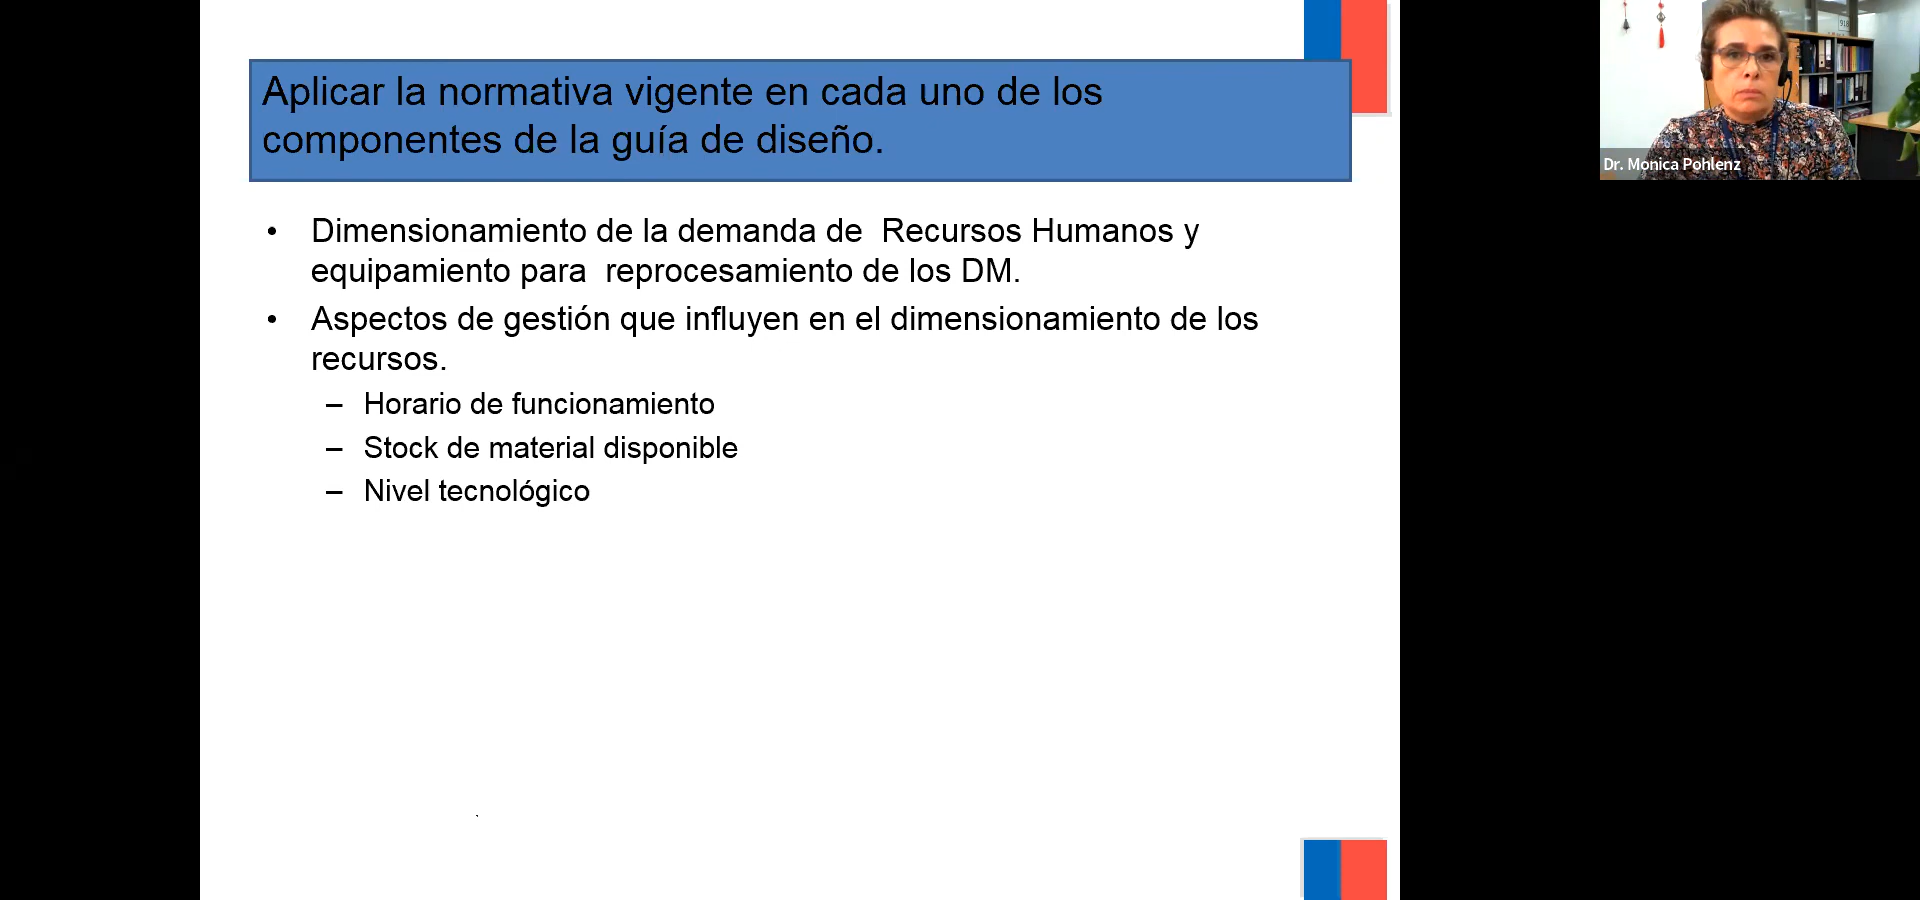 Aplicar la normativa vigente en cada uno de los
componentes de la guía de diseño.
• Dimensionamiento de la demanda de  Recursos Humanos y
equipamiento para  reprocesamiento de los DM.
• Aspectos de gestión que influyen en el dimensionamiento de los
recursos.
– Horario de funcionamiento
– Stock de material disponible
– Nivel tecnológico
Dr. Monica Pohlenz